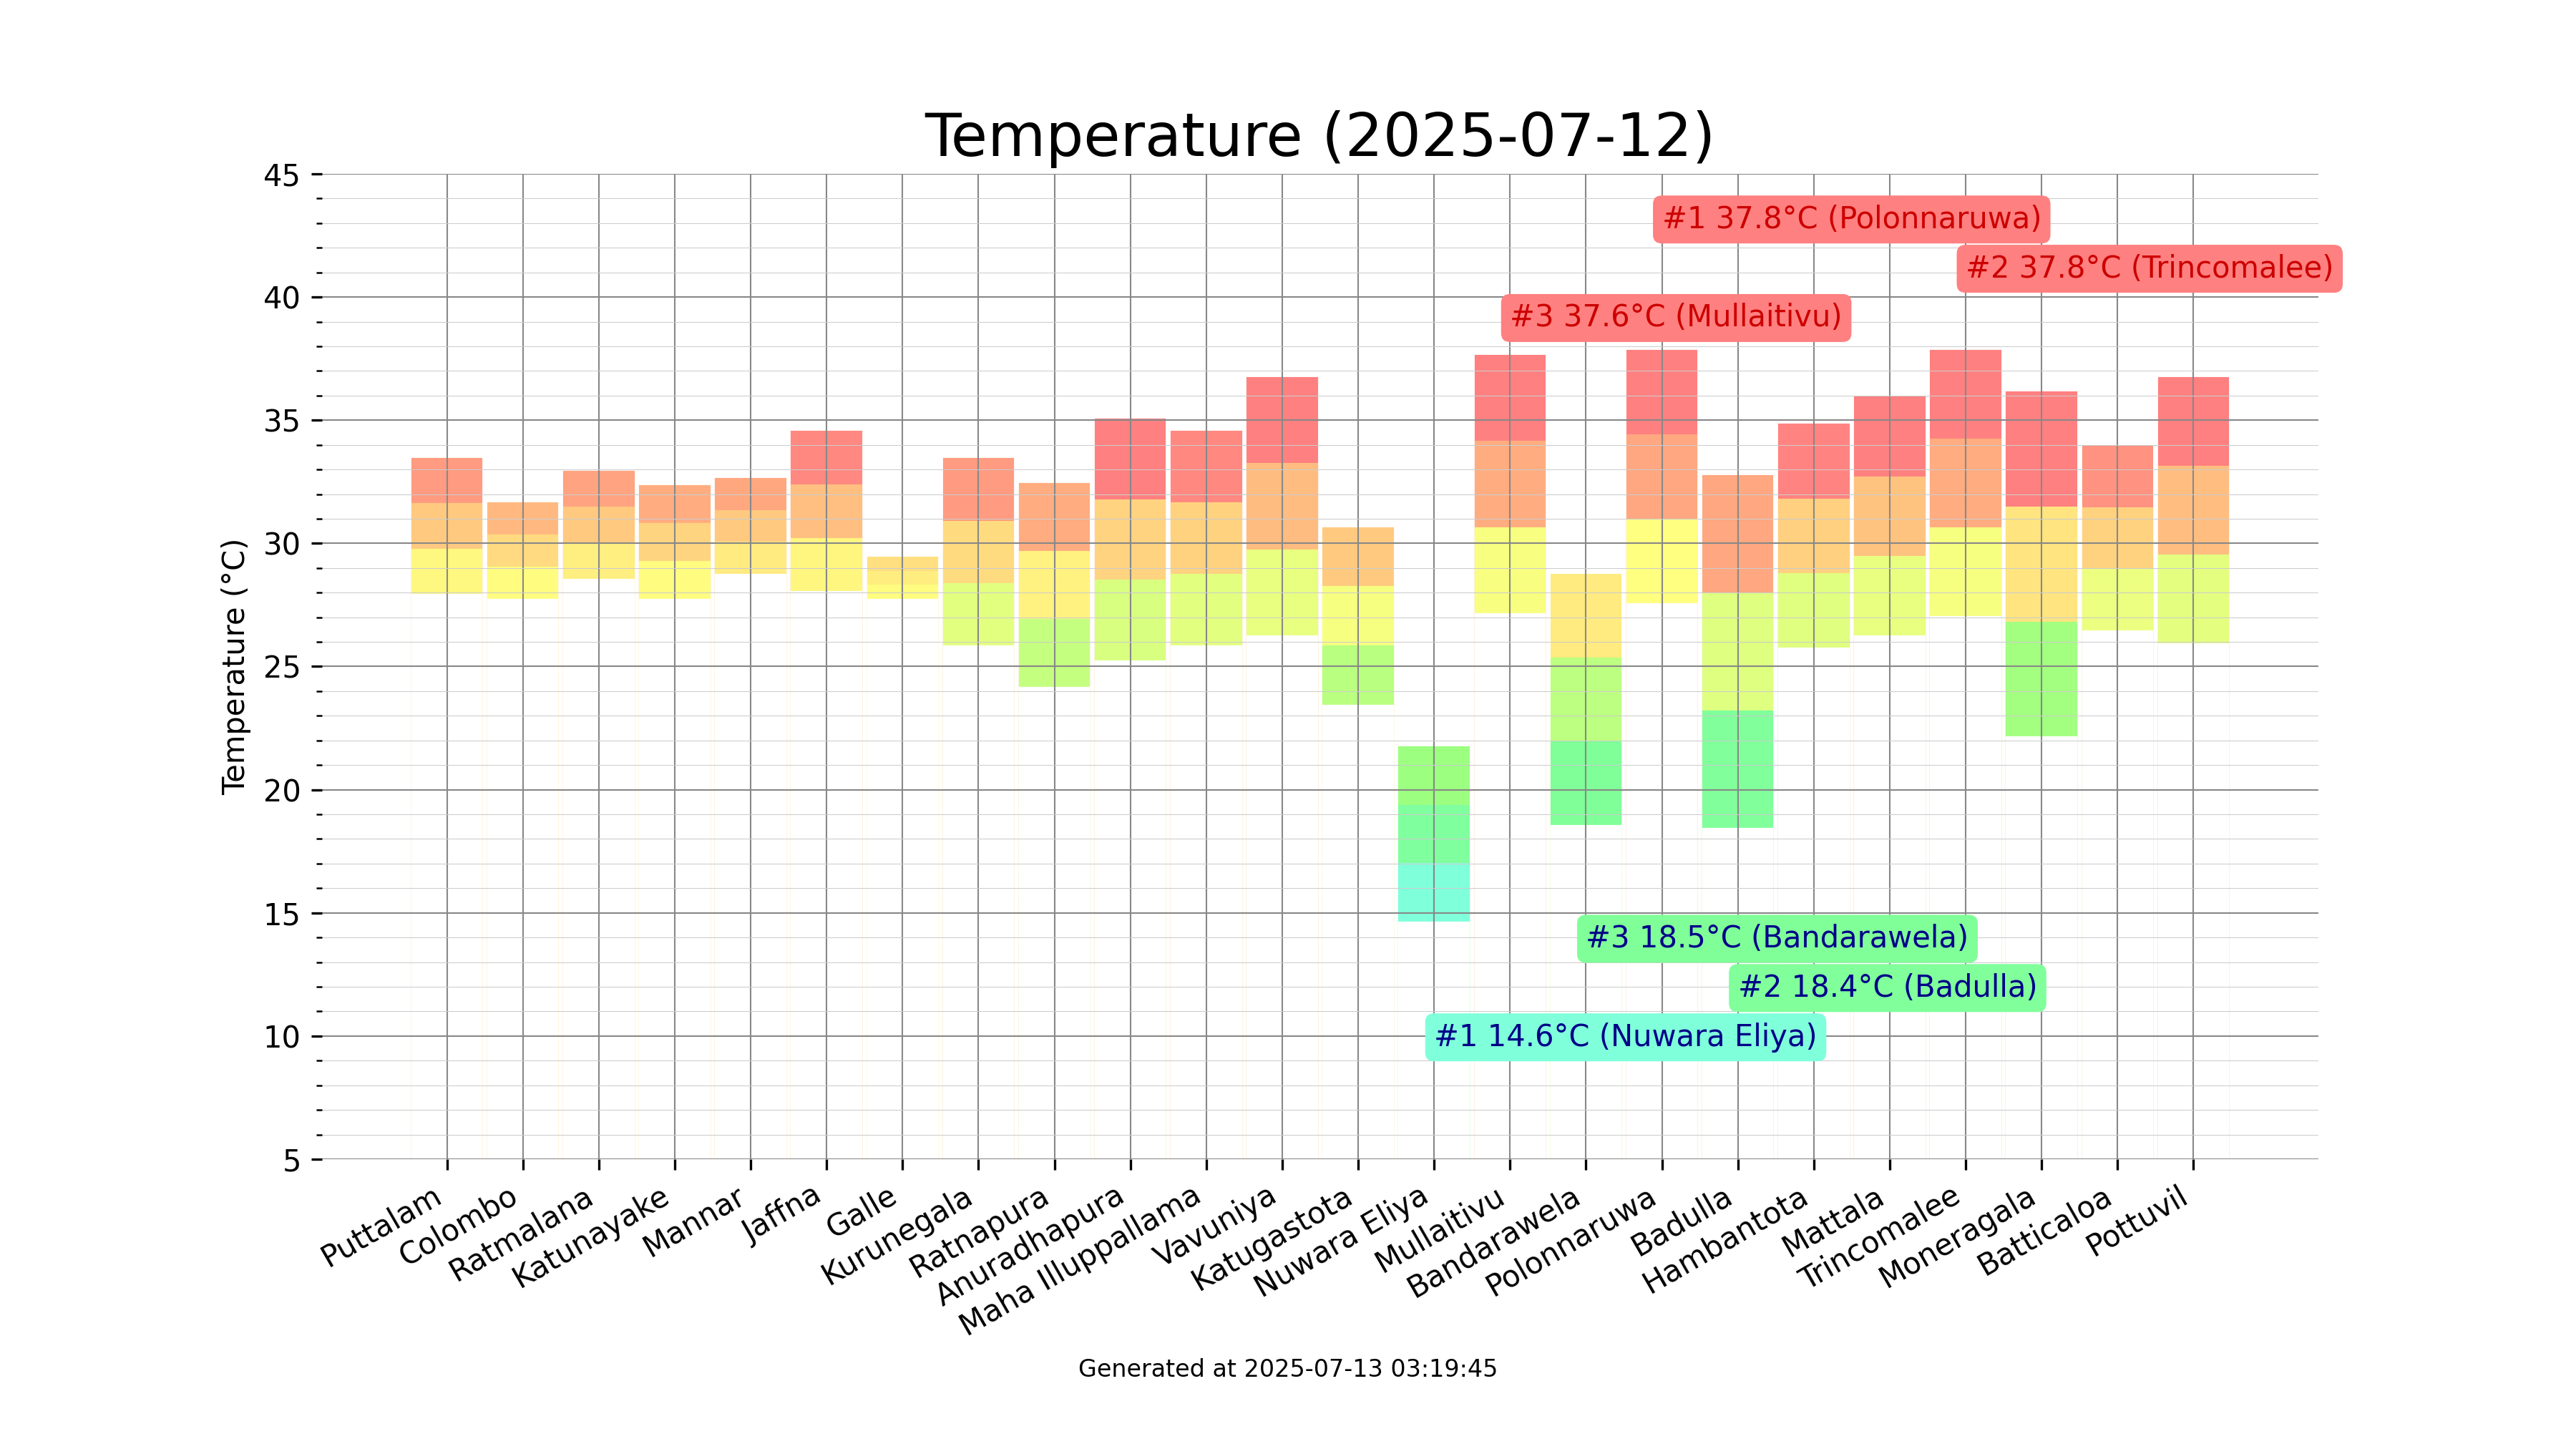 Temperature (2025-07-12)
45
40
35
30
25
20
15
10
5
Temperature (°C)
#1 37.8°C (Polonnaruwa)
#2 37.8°C (Trincomalee)
#3 37.6°C (Mullaitivu)
#3 18.5°C (Bandarawela)
#2 18.4°C (Badulla)
#1 14.6°C (Nuwara Eliya)
Puttalam
Colombo
Ratmalana
Katunayake
Mannar
Jaffna
Galle
Kurunegala
Ratnapura
Anuradhapura
Maha Illuppallama
Vavuniya
Katugastota
Nuwara Eliya
Mullaitivu
Bandarawela
Polonnaruwa
Badulla
Hambantota
Mattala
Trincomalee
Moneragala
Batticaloa
Pottuvil
Generated at 2025-07-13 03:19:45